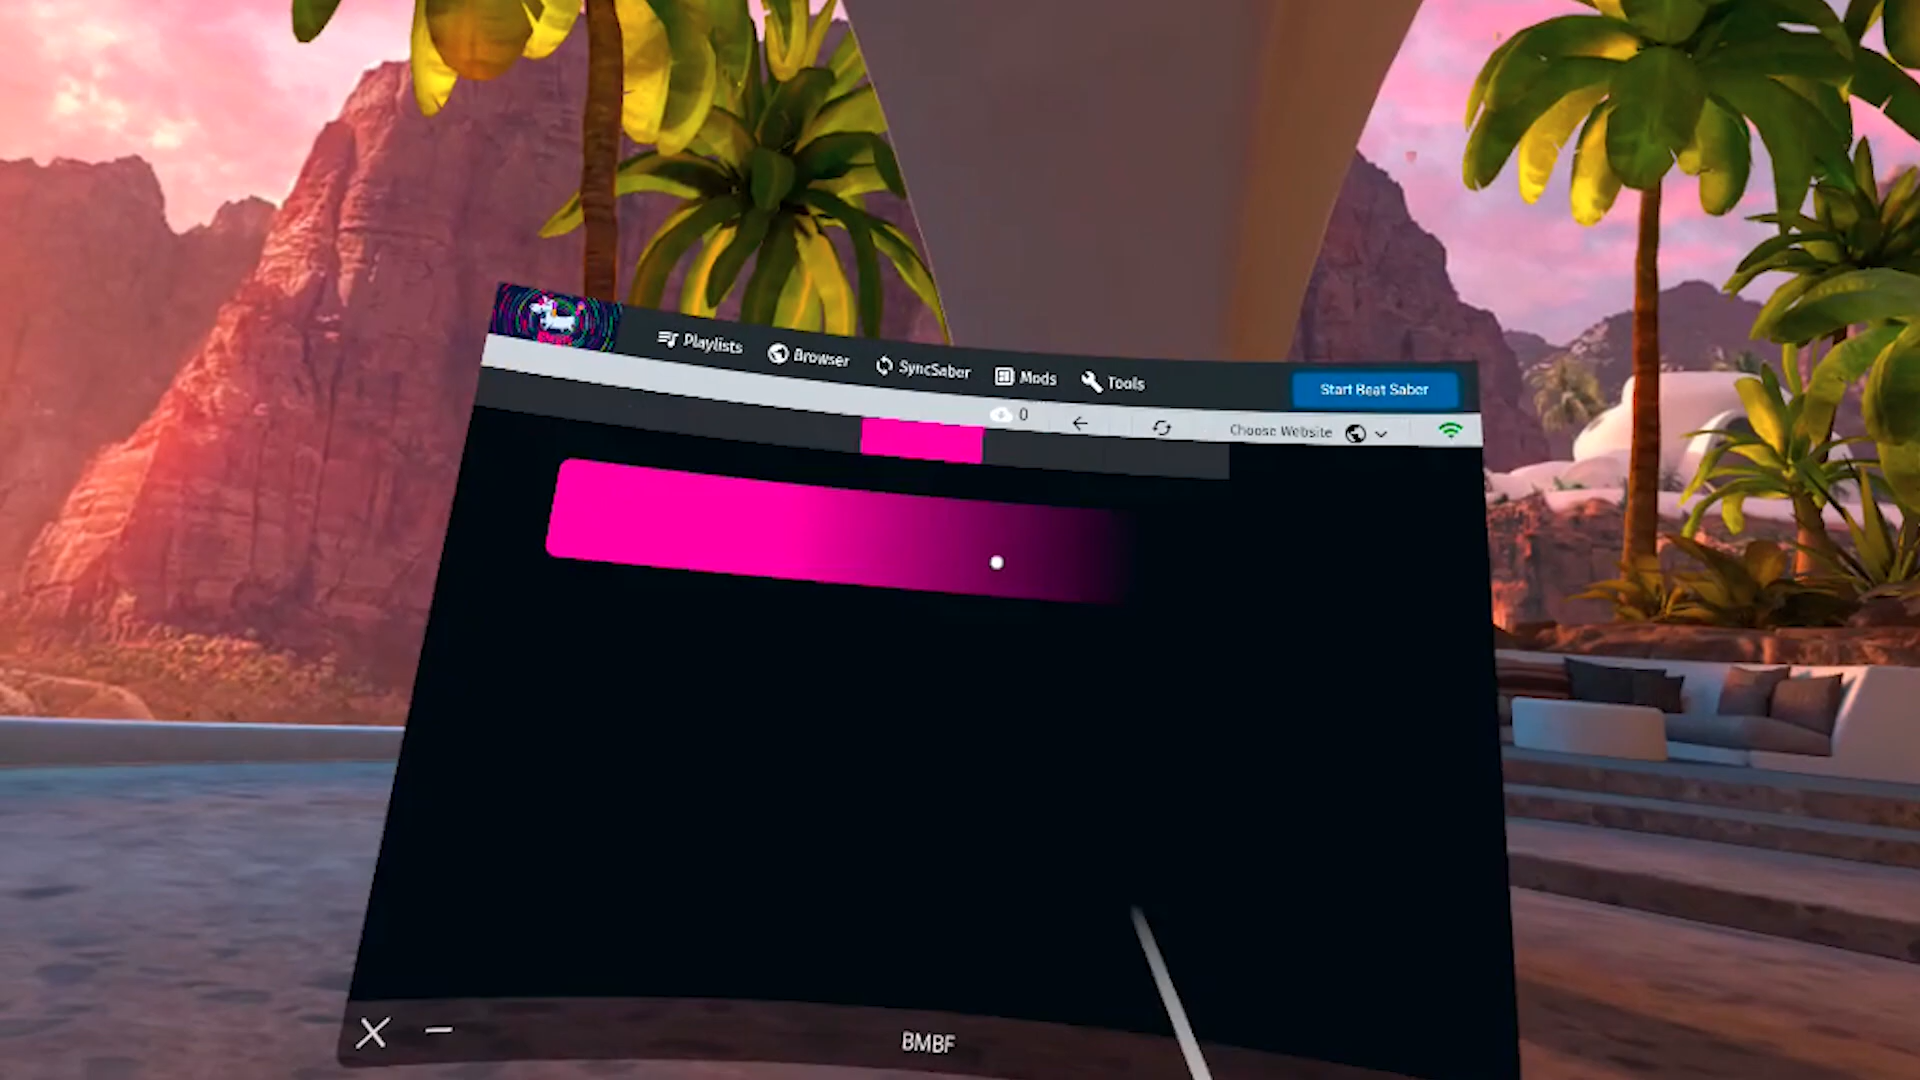 Playlists Browser SyncSaber Mods Tools Start Beat Saber
0 Choose Website
BMBF